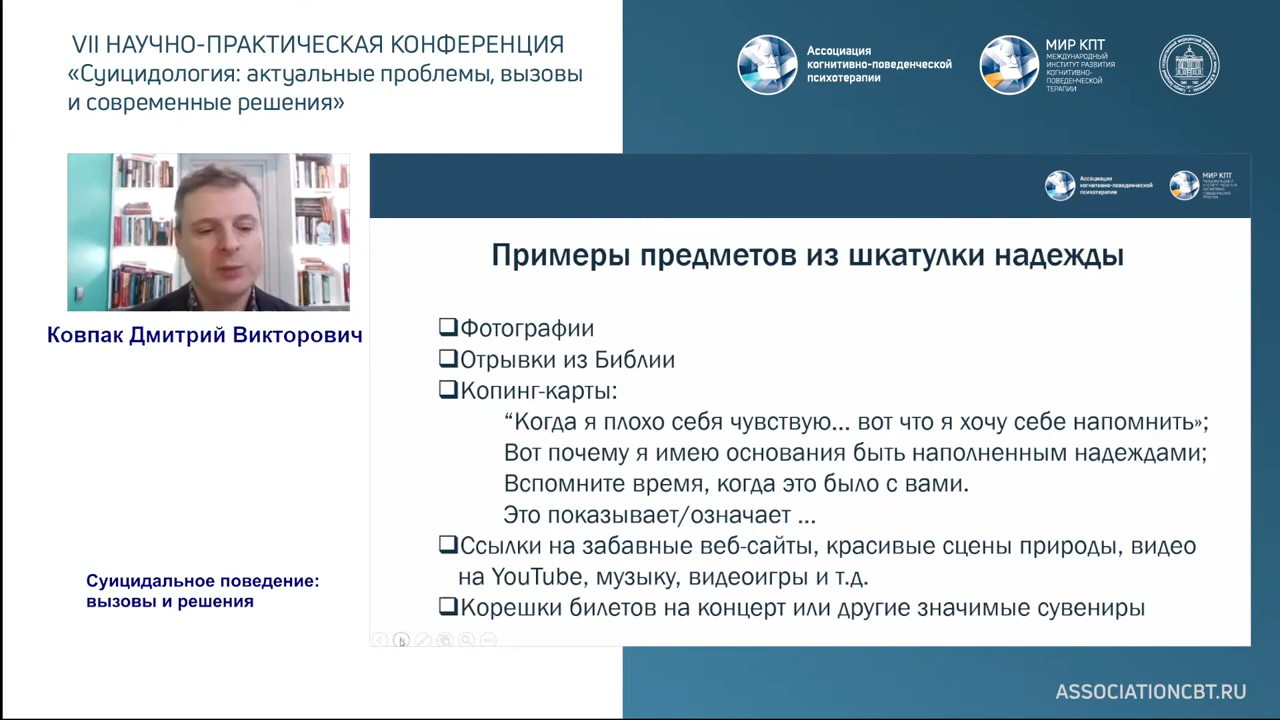 VII НАУЧНО-ПРАКТИЧЕСКАЯ КОНФЕРЕНЦИЯ
«Суицидология: актуальные проблемы, вызовы
и современные решения»
Ассоциация
когнитивно-поведенческой
психотерапии
МИР КПТ
МЕЖДУНАРОДНЫЙ
ИНСТИТУТ РАЗВИТИЯ
КОГНИТИВНО-
ПОВЕДЕНЧЕСКОЙ
ТЕРАПИИ
Ковпак Дмитрий Викторович
Суицидальное поведение:
вызовы и решения
Ассоциация
когнитивно-поведенческой
психотерапии
МИР КПТ
Примеры предметов из шкатулки надежды
❑Фотографии
❑Отрывки из Библии
❑Копинг-карты:
“Когда я плохо себя чувствую... вот что я хочу себе напомнить»;
Вот почему я имею основания быть наполненным надеждами;
Вспомните время, когда это было с вами.
Это показывает/означает ...
❑Ссылки на забавные веб-сайты, красивые сцены природы, видео
на YouTube, музыку, видеоигры и т.д.
❑Корешки билетов на концерт или другие значимые сувениры
ASSOCIATIONCBT.RU